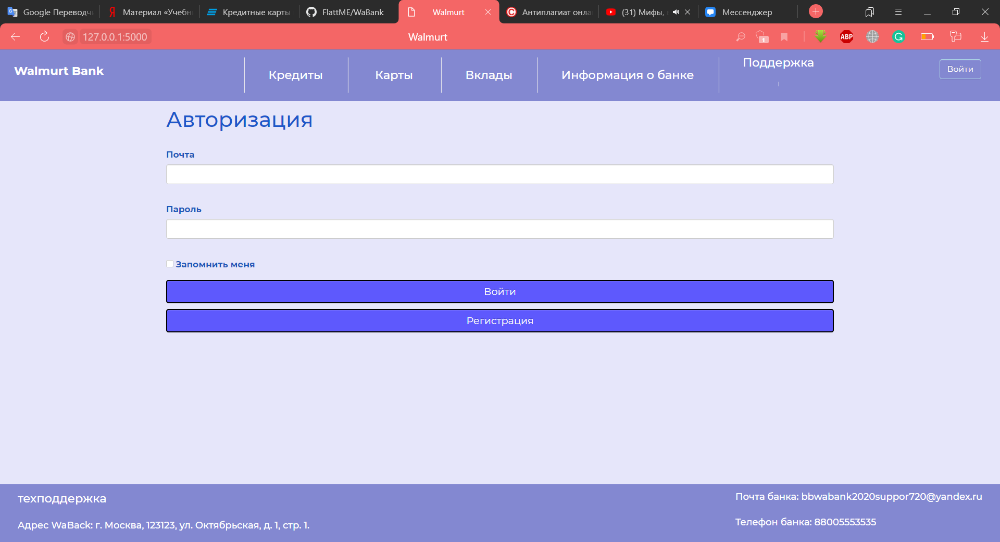 Google Переводч
Материал «Учебн
Кредитные карты
FlattME/WaBank
Walmurt
Антиплагиат онла
(31) Мифы,
Мессенджер
127.0.0.1:5000
Walmurt
1
ABP
Walmurt Bank
Кредиты
Карты
Вклады
Информация о банке
Поддержка
Войти
Авторизация
Почта
Пароль
Запомнить меня
Войти
Регистрация
техподдержка
Почта банка: bbwabank2020suppor720@yandex.ru
Адрес WaBack: г. Москва, 123123, ул. Октябрьская, д. 1, стр. 1.
Телефон банка: 88005553535